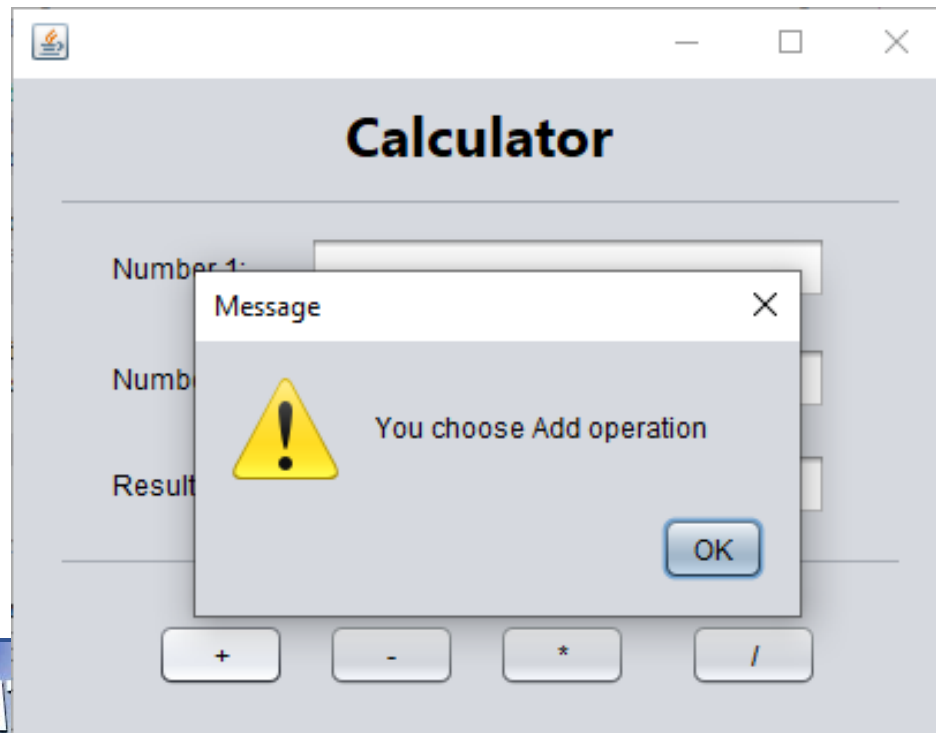 Calculator
Number 1:
Message
Numbe
You choose Add operation
Result
OK
+ - * /